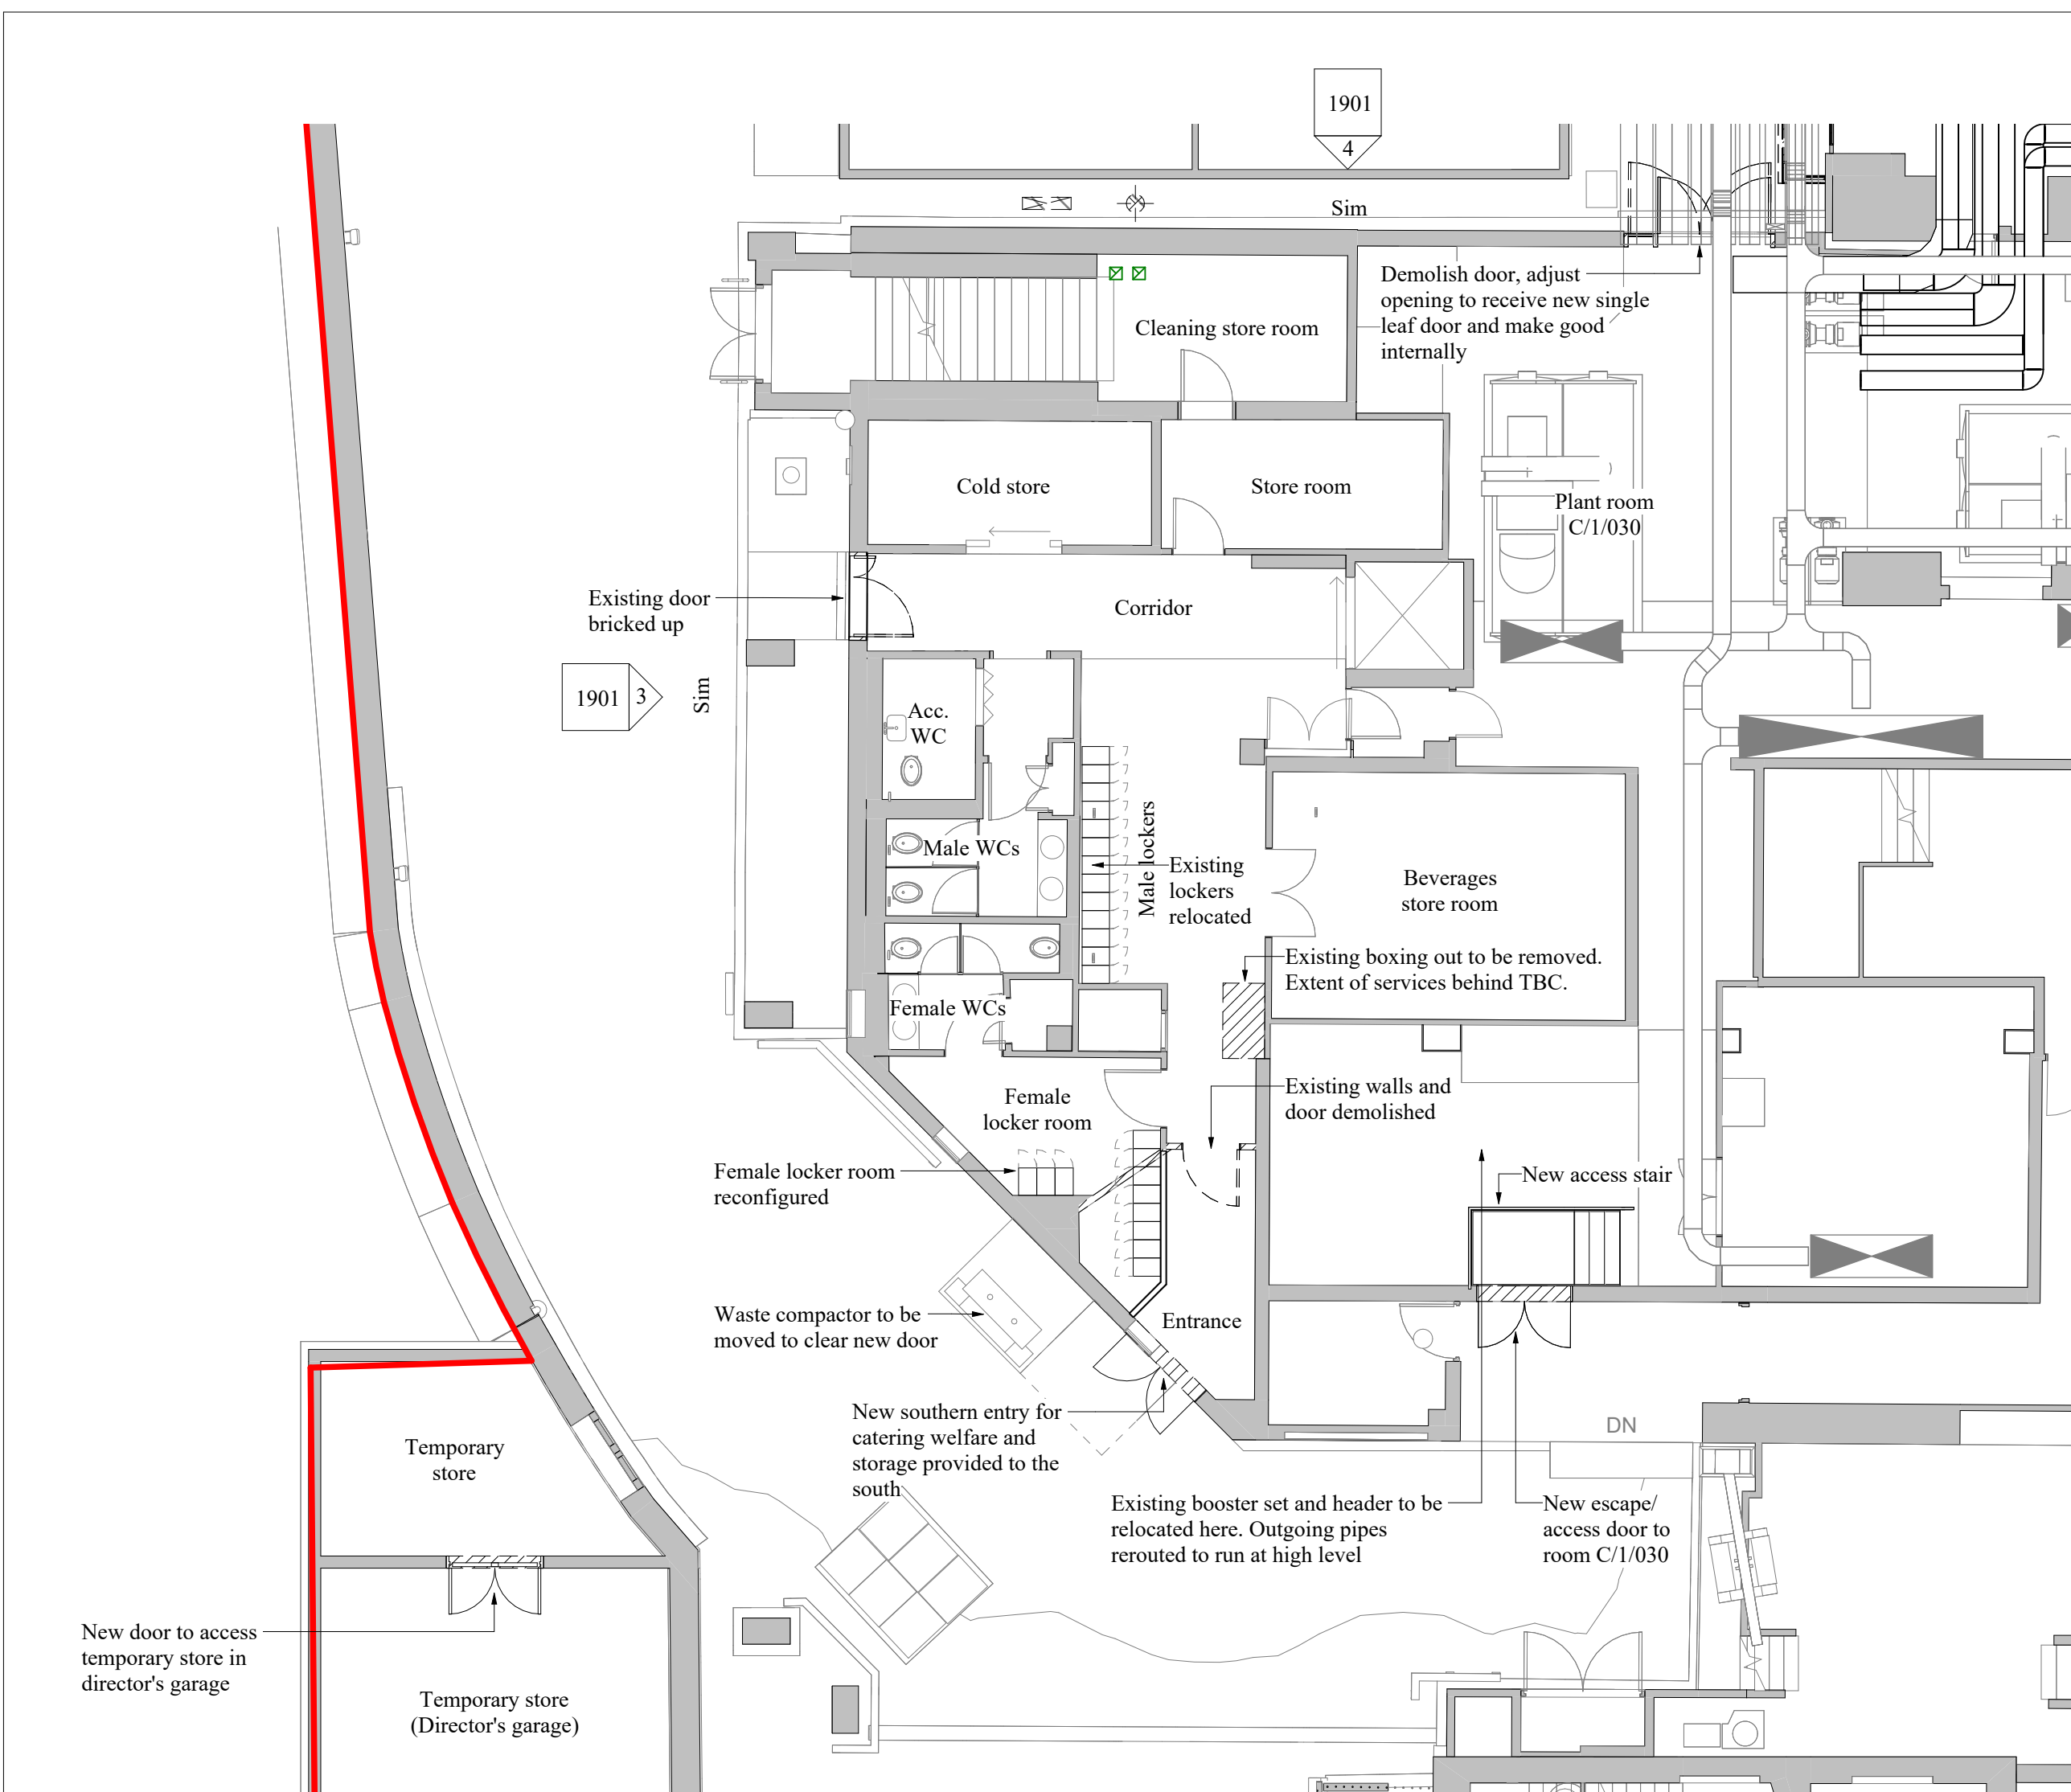 1901
4
Sim
Demolish door, adjust
opening to receive new single
leaf door and make good
internally
Cleaning store room
Cold store
Store room
Plant room
C/1/030
Existing door
bricked up
Corridor
1901
3
Sim
Acc.
WC
Male WCs
Male lockers
Existing
lockers
relocated
Beverages
store room
Existing boxing out to be removed.
Extent of services behind TBC.
Female WCs
Existing walls and
door demolished
Female
locker room
Female locker room
reconfigured
New access stair
Waste compactor to be
moved to clear new door
Entrance
New southern entry for
catering welfare and
storage provided to the
south
DN
Temporary
store
Existing booster set and header to be
relocated here. Outgoing pipes
rerouted to run at high level
New escape/
access door to
room C/1/030
New door to access
temporary store in
director's garage
Temporary store
(Director's garage)